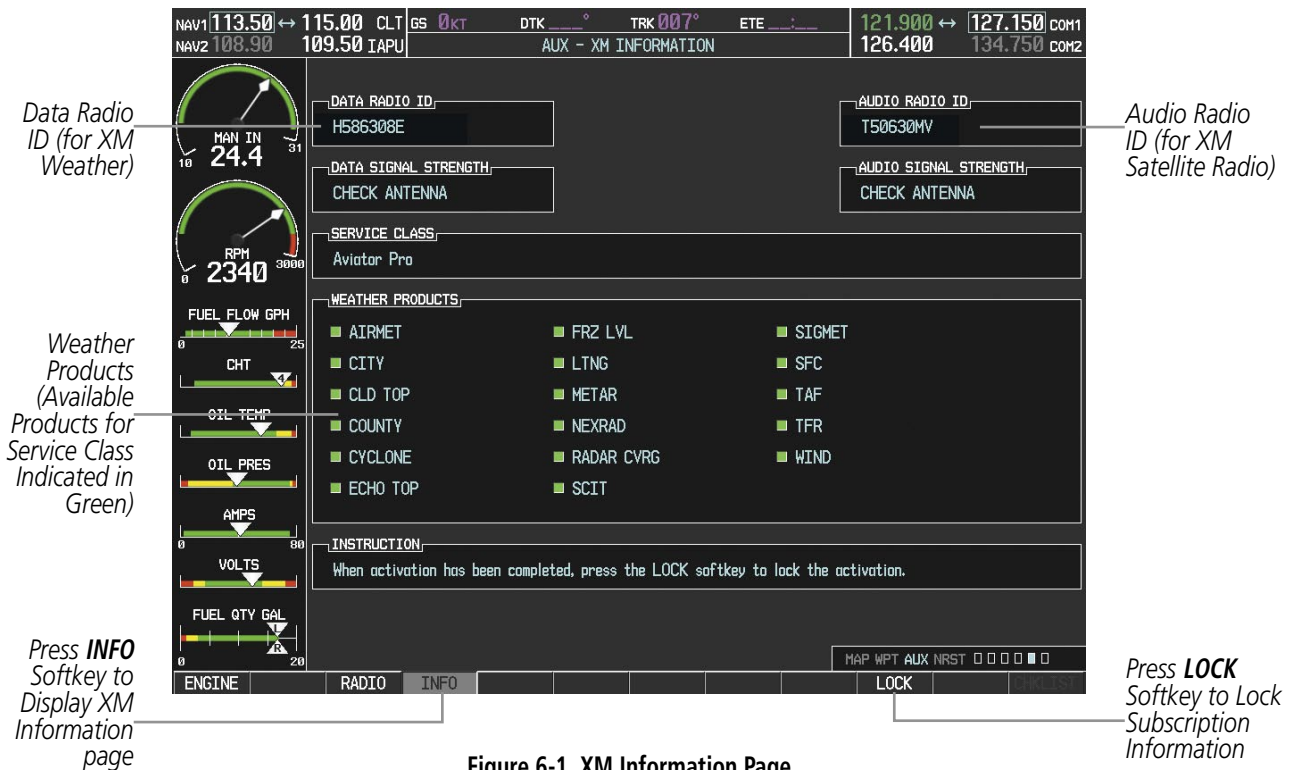 NAV1 113.50 ↔ 115.00 CLT GS 0KT DTK ___° TRK 007° ETE __:__ 121.900 ↔ 127.150 COM1
NAV2 108.90 109.50 IAPU AUX - XM INFORMATION 126.400 134.750 COM2
Data Radio
ID (for XM
Weather)
DATA RADIO ID
H586308E
AUDIO RADIO ID
T50630MV
Audio Radio
ID (for XM
Satellite Radio)
MAN IN
24.4
10 31
DATA SIGNAL STRENGTH
CHECK ANTENNA
AUDIO SIGNAL STRENGTH
CHECK ANTENNA
RPM
2340
0 3000
SERVICE CLASS
Aviator Pro
WEATHER PRODUCTS
AIRMET FRZ LVL SIGMET
CITY LTNG SFC
CLD TOP METAR TAF
COUNTY NEXRAD TFR
CYCLONE RADAR CVRG WIND
ECHO TOP SCIT
FUEL FLOW GPH
0 25
CHT
4
OIL TEMP
OIL PRES
AMPS
0 80
VOLTS
FUEL QTY GAL
L
R
0 20
Weather
Products
(Available
Products for
Service Class
Indicated in
Green)
INSTRUCTION
When activation has been completed, press the LOCK softkey to lock the activation.
MAP WPT AUX NRST
ENGINE RADIO INFO LOCK CHKLIST
Press INFO
Softkey to
Display XM
Information
page
Press LOCK
Softkey to Lock
Subscription
Information
Figure 6-1 XM Information Page